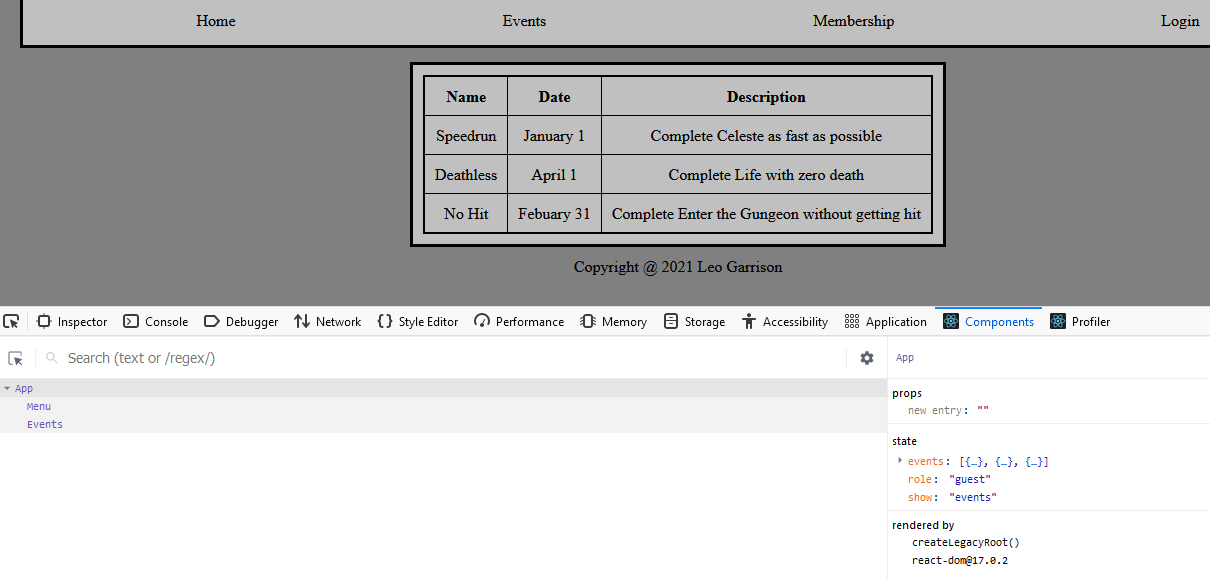 Home Events Membership Login
Name Date Description
Speedrun January 1 Complete Celeste as fast as possible
Deathless April 1 Complete Life with zero death
No Hit Febuary 31 Complete Enter the Gungeon without getting hit
Copyright @ 2021 Leo Garrison
Inspector Console Debugger Network {} Style Editor Performance Memory Storage Accessibility Application Components Profiler
Search (text or /regex/)
App
App
Menu
Events
props
new entry: ""
state
events: [{…}, {…}, {…}]
role: "guest"
show: "events"
rendered by
createLegacyRoot()
react-dom@17.0.2